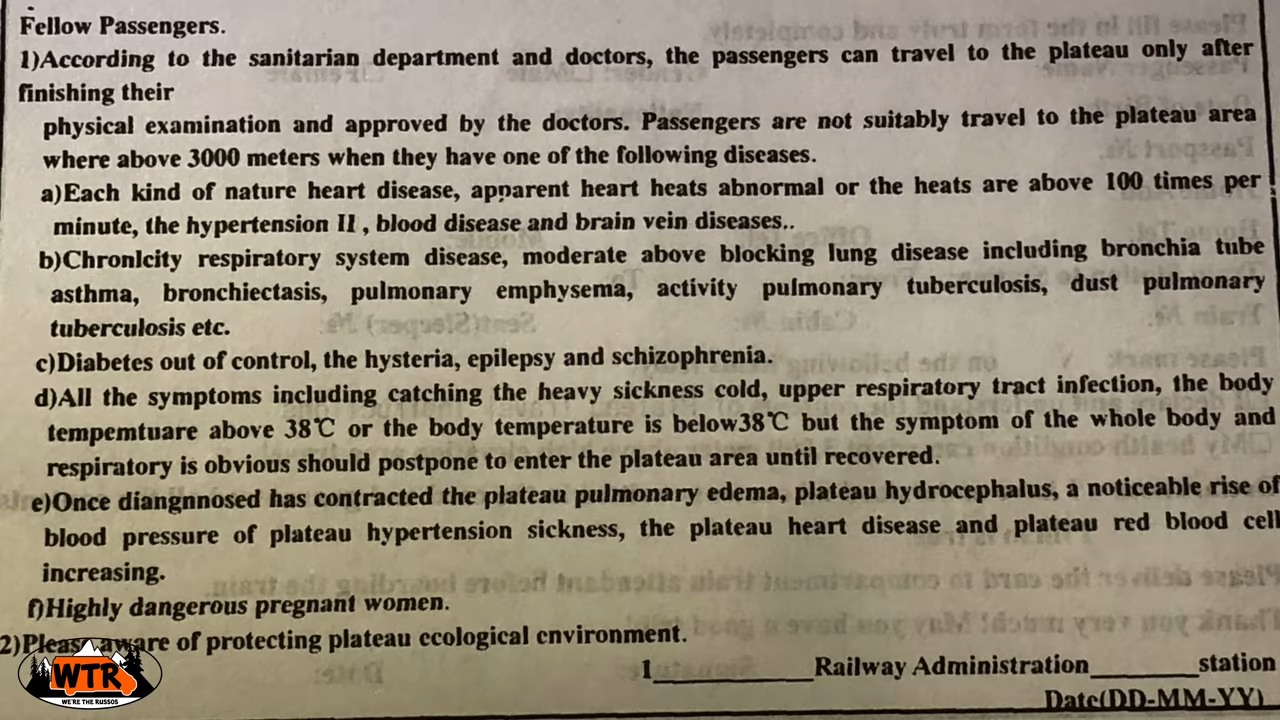 Fellow Passengers.
1)According to the sanitarian department and doctors, the passengers can travel to the plateau only after
finishing their
physical examination and approved by the doctors. Passengers are not suitably travel to the plateau area
where above 3000 meters when they have one of the following diseases.
a)Each kind of nature heart disease, apparent heart heats abnormal or the heats are above 100 times per
minute, the hypertension II , blood disease and brain vein diseases..
b)Chronlcity respiratory system disease, moderate above blocking lung disease including bronchia tube
asthma, bronchiectasis, pulmonary emphysema, activity pulmonary tuberculosis, dust pulmonary
tuberculosis etc.
c)Diabetes out of control, the hysteria, epilepsy and schizophrenia.
d)All the symptoms including catching the heavy sickness cold, upper respiratory tract infection, the body
tempemtuare above 38℃ or the body temperature is below38℃ but the symptom of the whole body and
respiratory is obvious should postpone to enter the plateau area until recovered.
e)Once diangnnosed has contracted the plateau pulmonary edema, plateau hydrocephalus, a noticeable rise of
blood pressure of plateau hypertension sickness, the plateau heart disease and plateau red blood cell
increasing.
f)Highly dangerous pregnant women.
2)Pleas aware of protecting plateau ecological environment.
1__________Railway Administration_______station
Date(DD-MM-YY)
WTR
WE'RE THE RUSSOS